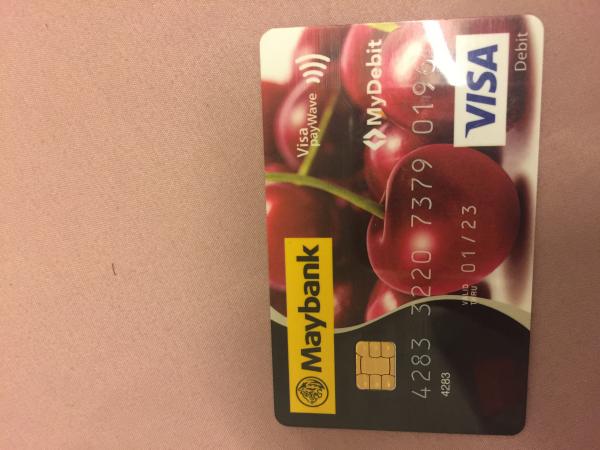 Maybank
Visa
payWave
MyDebit
4283 3220 7379
4283
VALID
THRU 01/23
VISA
Debit